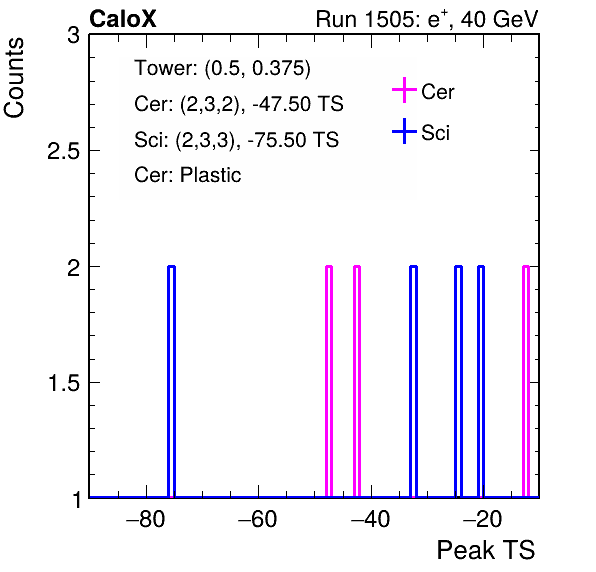 CaloX Run 1505: e⁺, 40 GeV
Counts
3
2.5
2
1.5
1
Tower: (0.5, 0.375)
Cer: (2,3,2), -47.50 TS
Sci: (2,3,3), -75.50 TS
Cer: Plastic
Cer
Sci
−80 −60 −40 −20
Peak TS